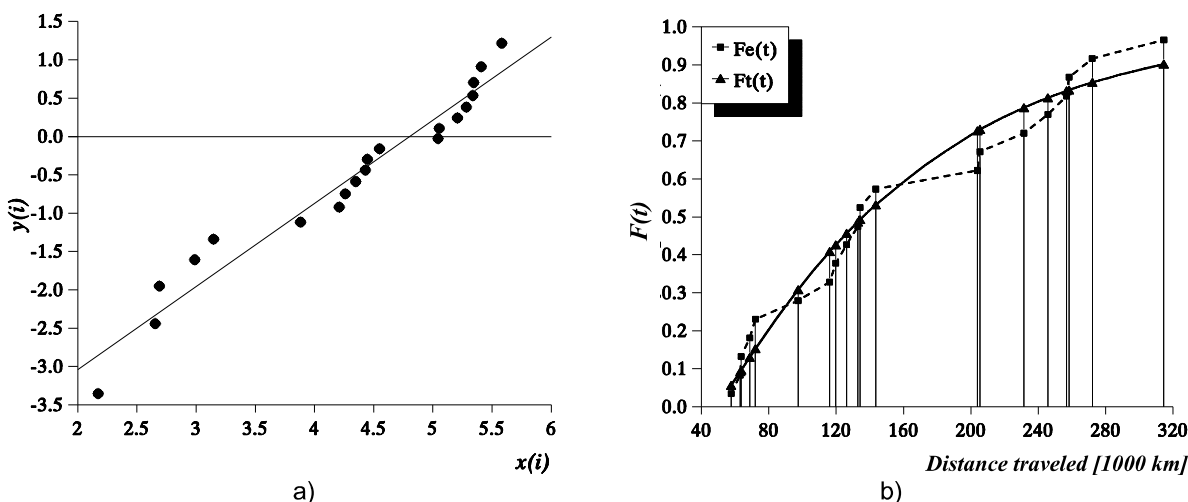 1.5
1.0
0.5
0.0
-0.5
-1.0
-1.5
-2.0
-2.5
-3.0
-3.5
y(i)
2 2.5 3 3.5 4 4.5 5 5.5 6
x(i)
a)
1.0
0.9
0.8
0.7
0.6
0.5
0.4
0.3
0.2
0.1
0.0
F(t)
Fe(t)
Ft(t)
40 80 120 160 200 240 280 320
Distance traveled [1000 km]
b)